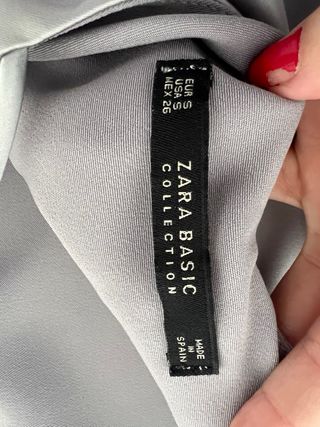 EUR S
USA S
MEX 26
ZARA BASIC
COLLECTION
MADE
IN
SPAIN